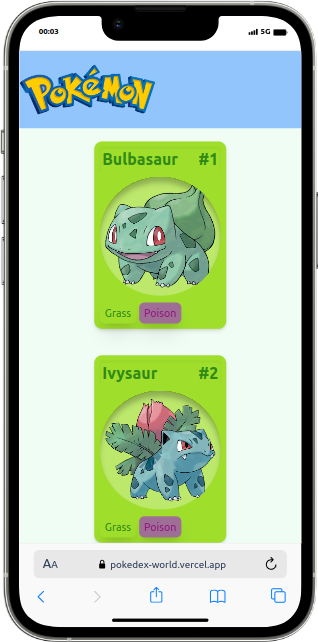 00:03 5G
POKéMON
Bulbasaur #1
Grass Poison
Ivysaur #2
Grass Poison
AA pokedex-world.vercel.app